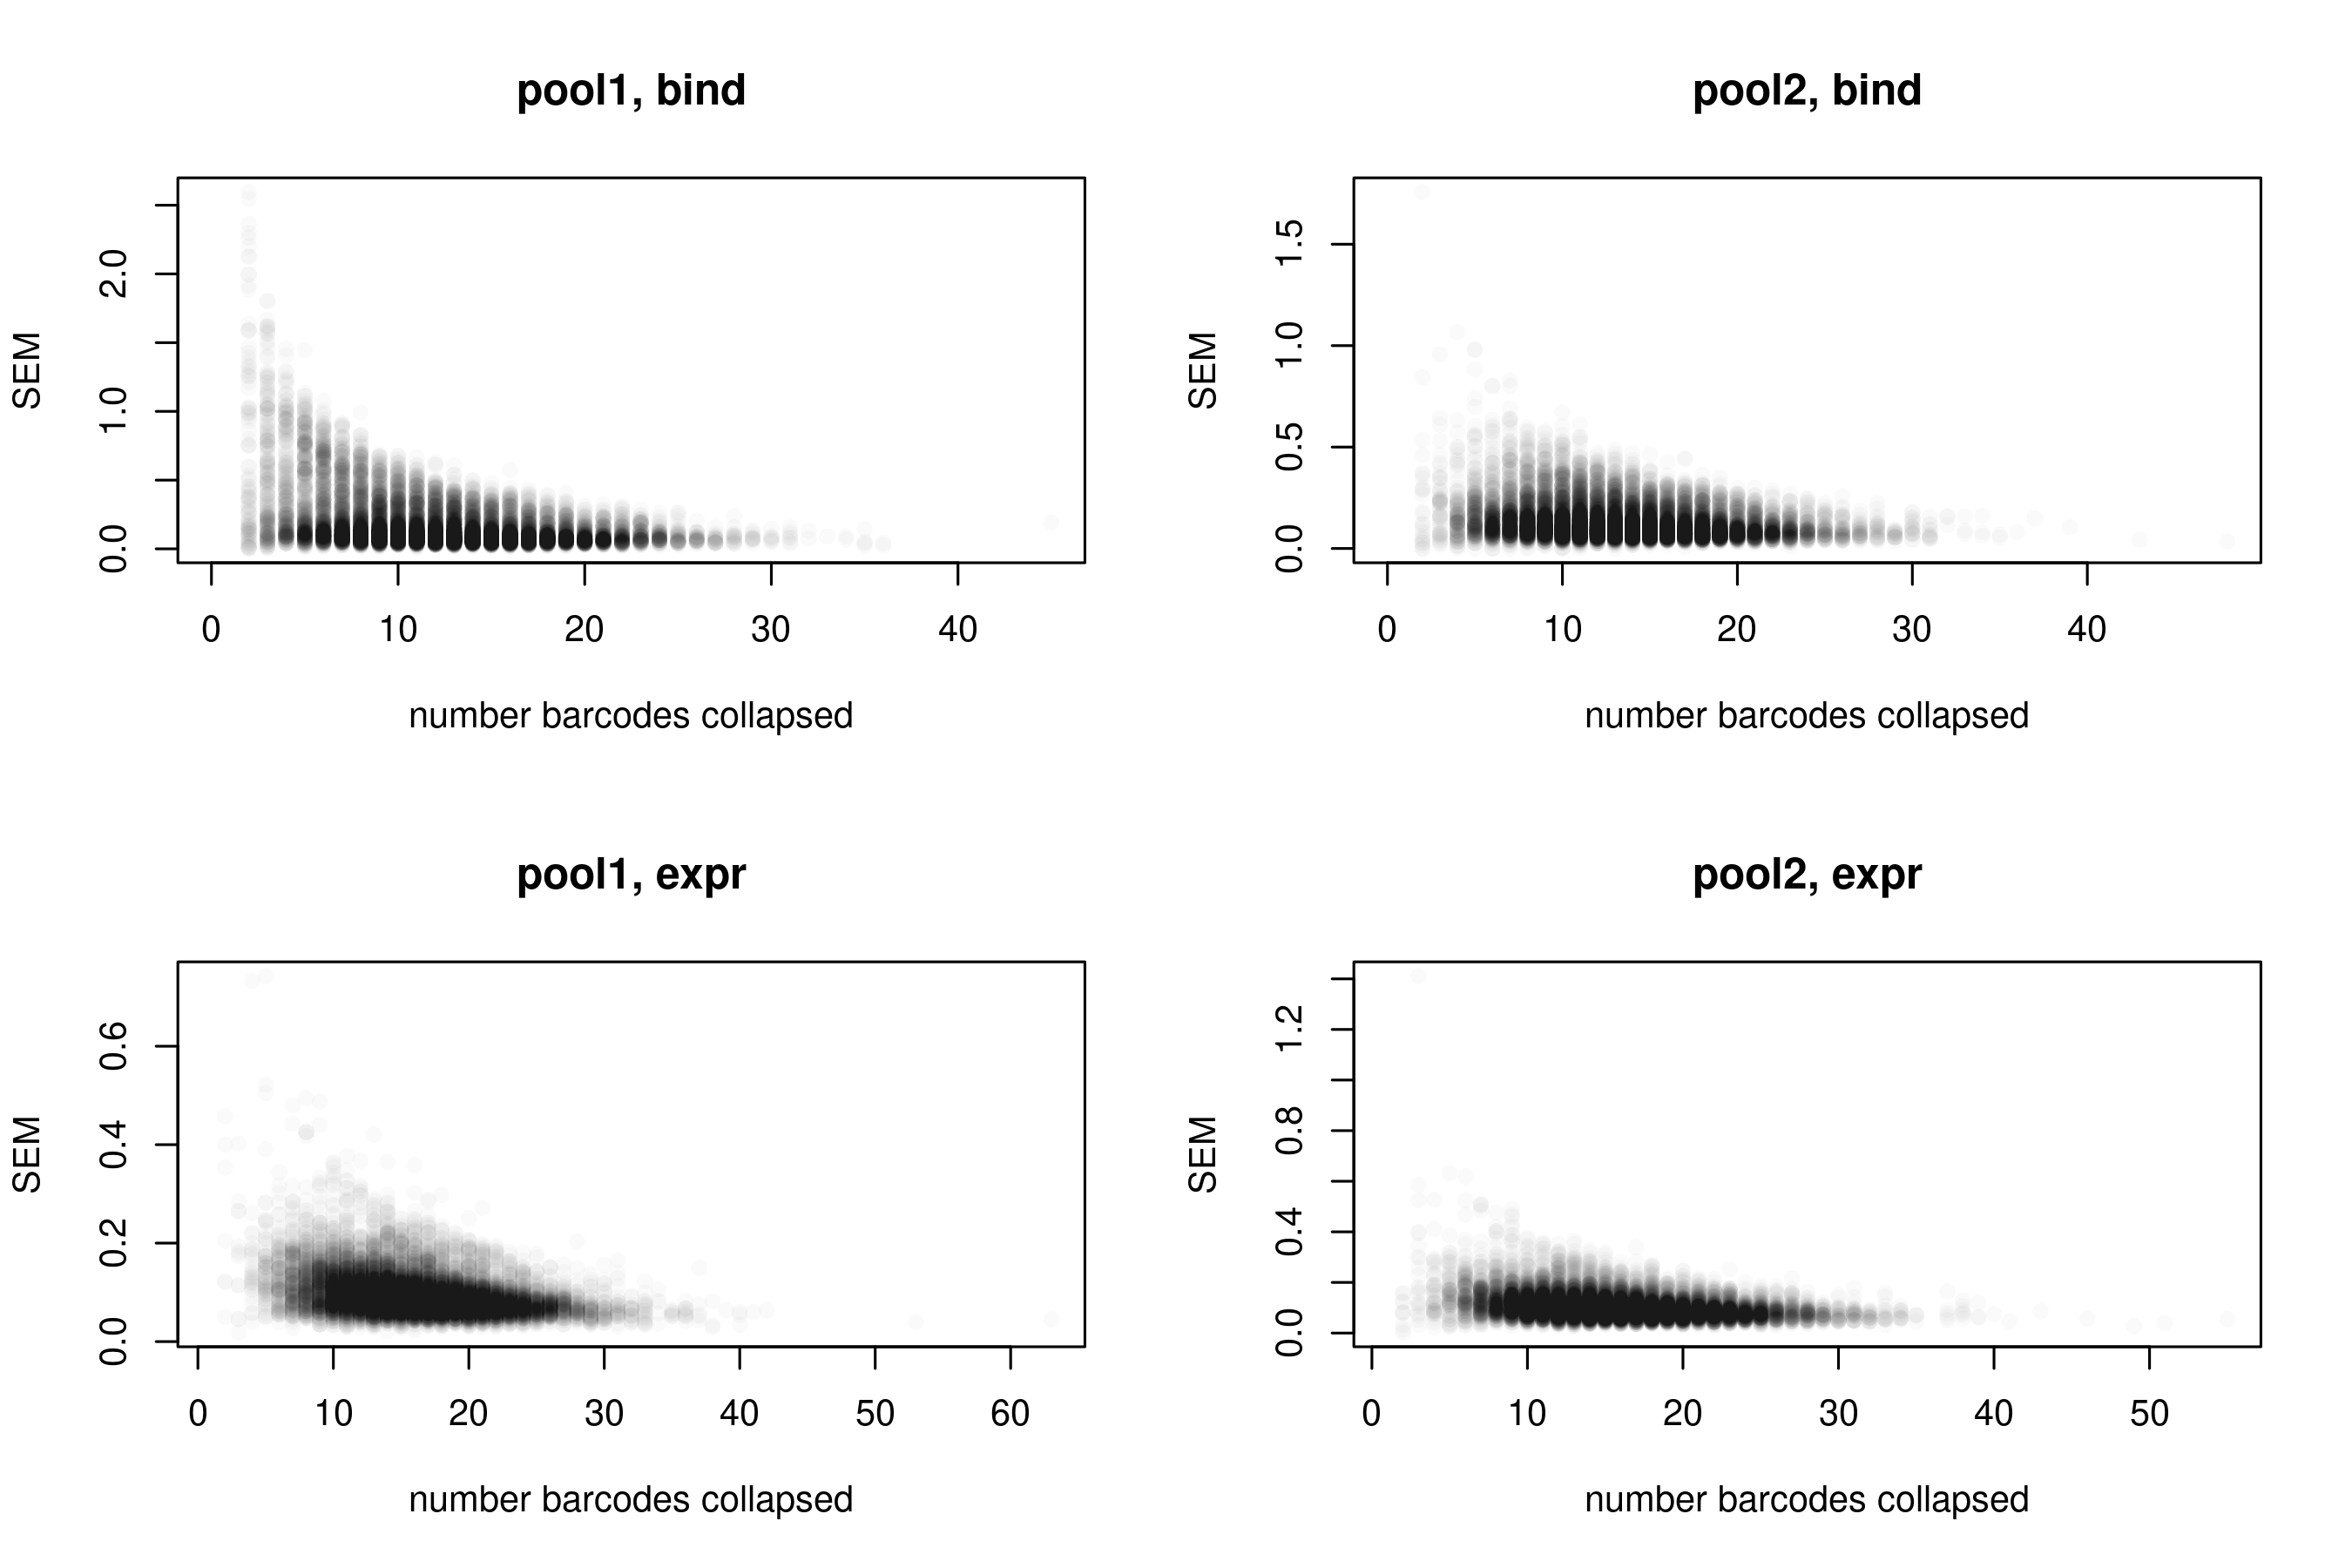 pool1, bind
SEM
0.0 1.0 2.0
0 10 20 30 40
number barcodes collapsed
pool2, bind
SEM
0.0 0.5 1.0 1.5
0 10 20 30 40
number barcodes collapsed
pool1, expr
SEM
0.0 0.2 0.4 0.6
0 10 20 30 40 50 60
number barcodes collapsed
pool2, expr
SEM
0.0 0.4 0.8 1.2
0 10 20 30 40 50
number barcodes collapsed